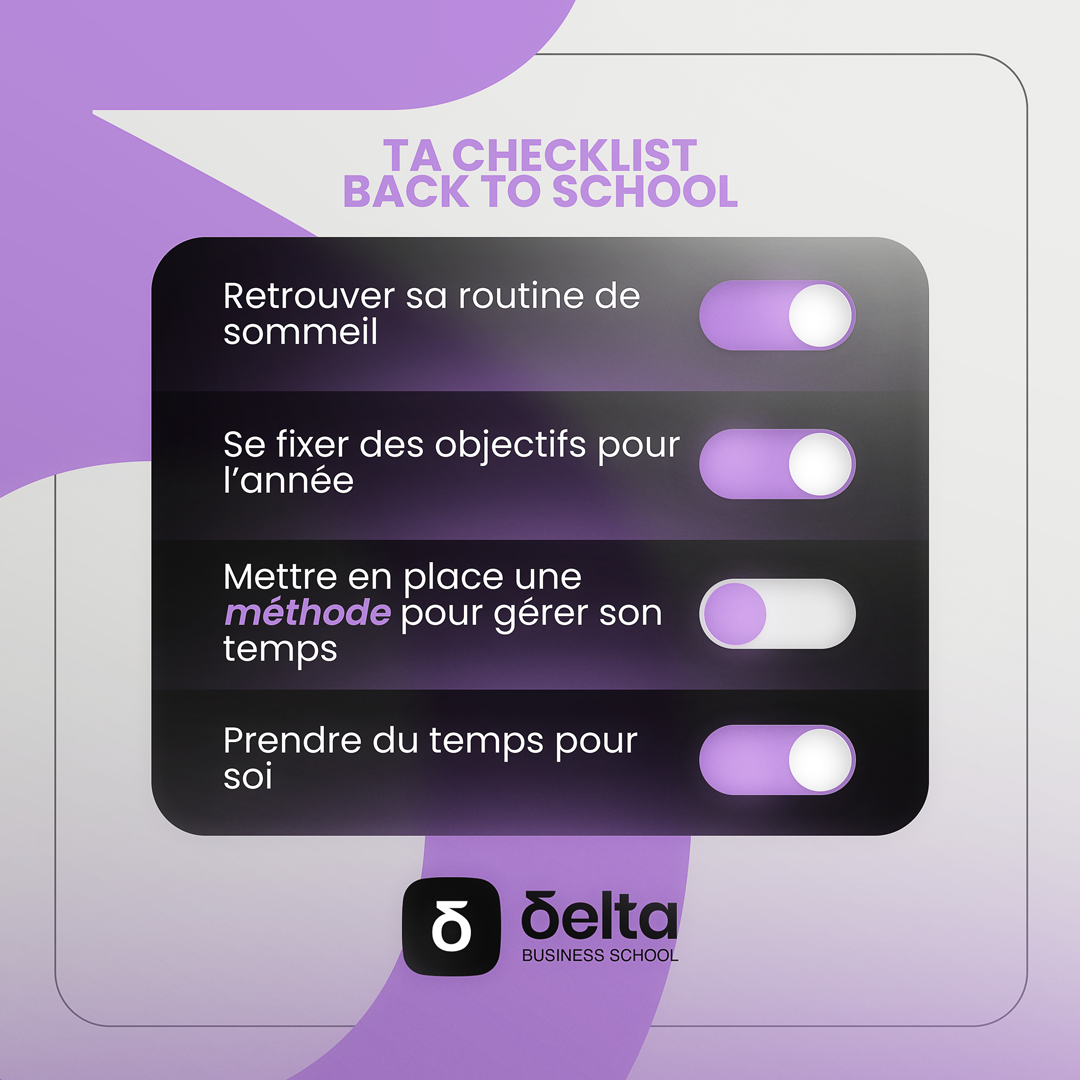 TA CHECKLIST
BACK TO SCHOOL
Retrouver sa routine de
sommeil
Se fixer des objectifs pour
l’année
Mettre en place une
méthode pour gérer son
temps
Prendre du temps pour
soi
δ
δelta
BUSINESS SCHOOL